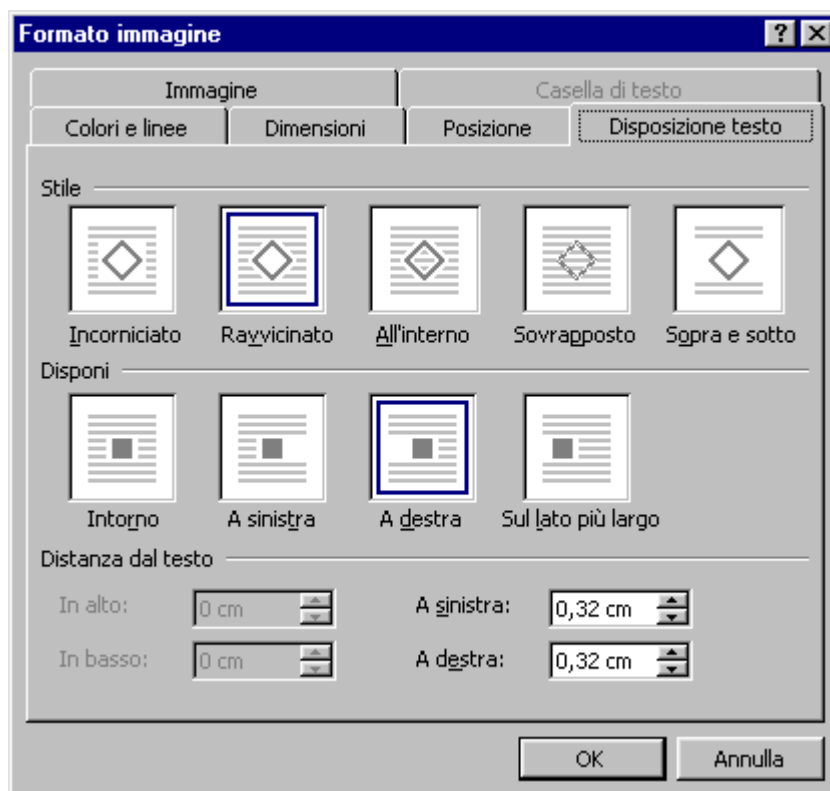 Formato immagine
Immagine Casella di testo
Colori e linee Dimensioni Posizione Disposizione testo
Stile
Incorniciato Ravvicinato All'interno Sovrapposto Sopra e sotto
Disponi
Intorno A sinistra A destra Sul lato più largo
Distanza dal testo
In alto: 0 cm A sinistra: 0,32 cm
In basso: 0 cm A destra: 0,32 cm
OK Annulla